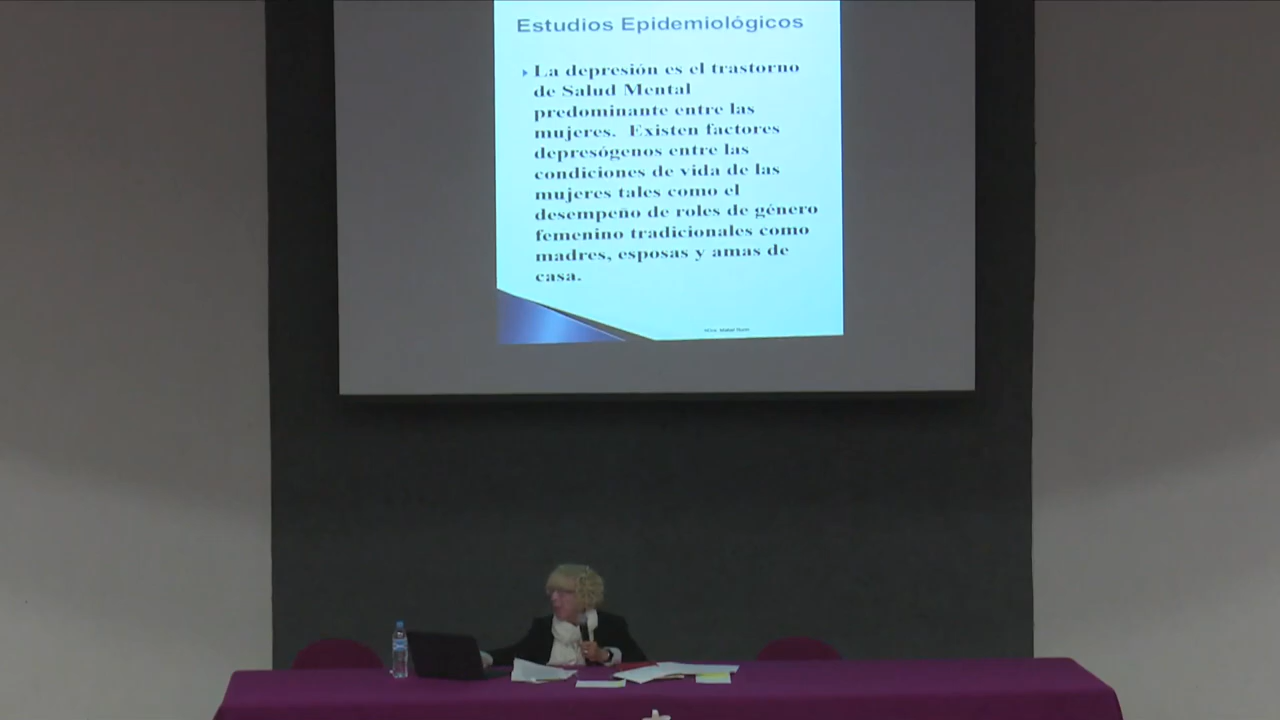 Estudios Epidemiológicos
La depresión es el trastorno
de Salud Mental
predominante entre las
mujeres. Existen factores
depresógenos entre las
condiciones de vida de las
mujeres tales como el
desempeño de roles de género
femenino tradicionales como
madres, esposas y amas de
casa.